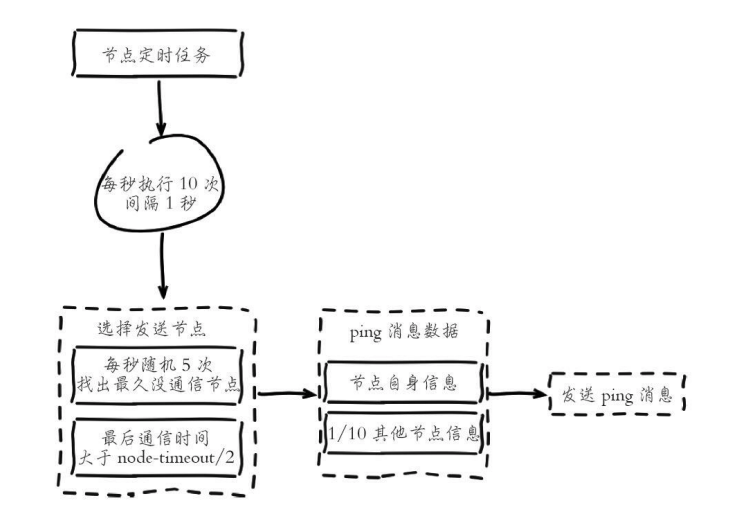 节点定时任务
每秒执行 10 次
间隔 1 秒
选择发送节点
每秒随机 5 次
找出最久没通信节点
最后通信时间
大于 node-timeout/2
ping 消息数据
节点自身信息
1/10 其他节点信息
发送 ping 消息